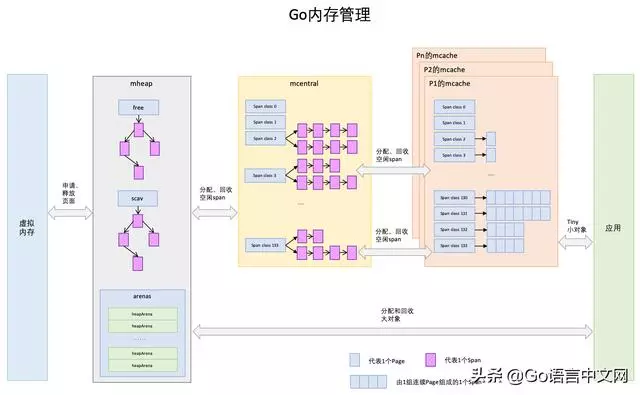 Go内存管理
虚拟
内存
申请、
释放
页面
mheap
free
scav
arenas
heapArena
heapArena
......
heapArena
heapArena
分配、回收
空闲span
mcentral
Span class 0
Span class 1
Span class 2
Span class 3
......
Span class 133
分配、回收
空闲span
分配、回收
空闲span
Pn的mcache
P2的mcache
P1的mcache
Span class 0
Span class 1
Span class 2
Span class 3
......
Span class 130
Span class 131
Span class 132
Span class 133
Tiny
小对象
应用
分配和回收
大对象
代表1个Page
代表1个Span
由1组连续Page组成的1个Span
头条 @Go语言中文网